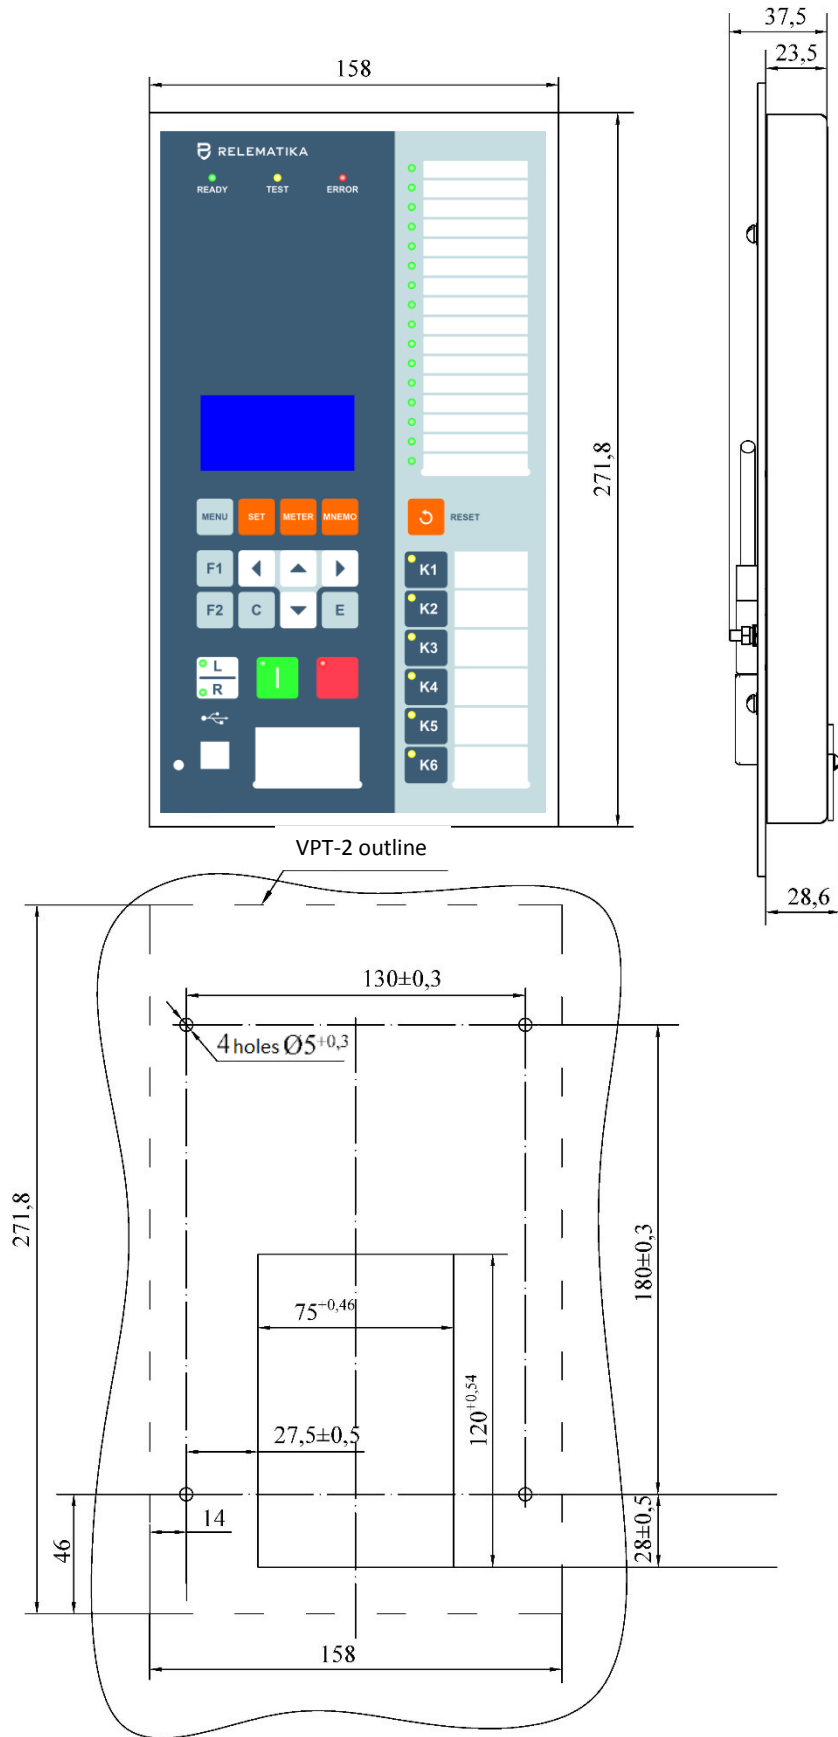 37,5
23,5
158
RELEMATIKA
READY TEST ERROR
271,8
MENU SET METER MNEMO
RESET
F1
K1
F2 C E
K2
K3
L
R
K4
K5
K6
VPT-2 outline
28,6
130±0,3
4 holes Ø5+0,3
271,8
180±0,3
75+0,46
120+0,54
27,5±0,5
14
28±0,5
46
158